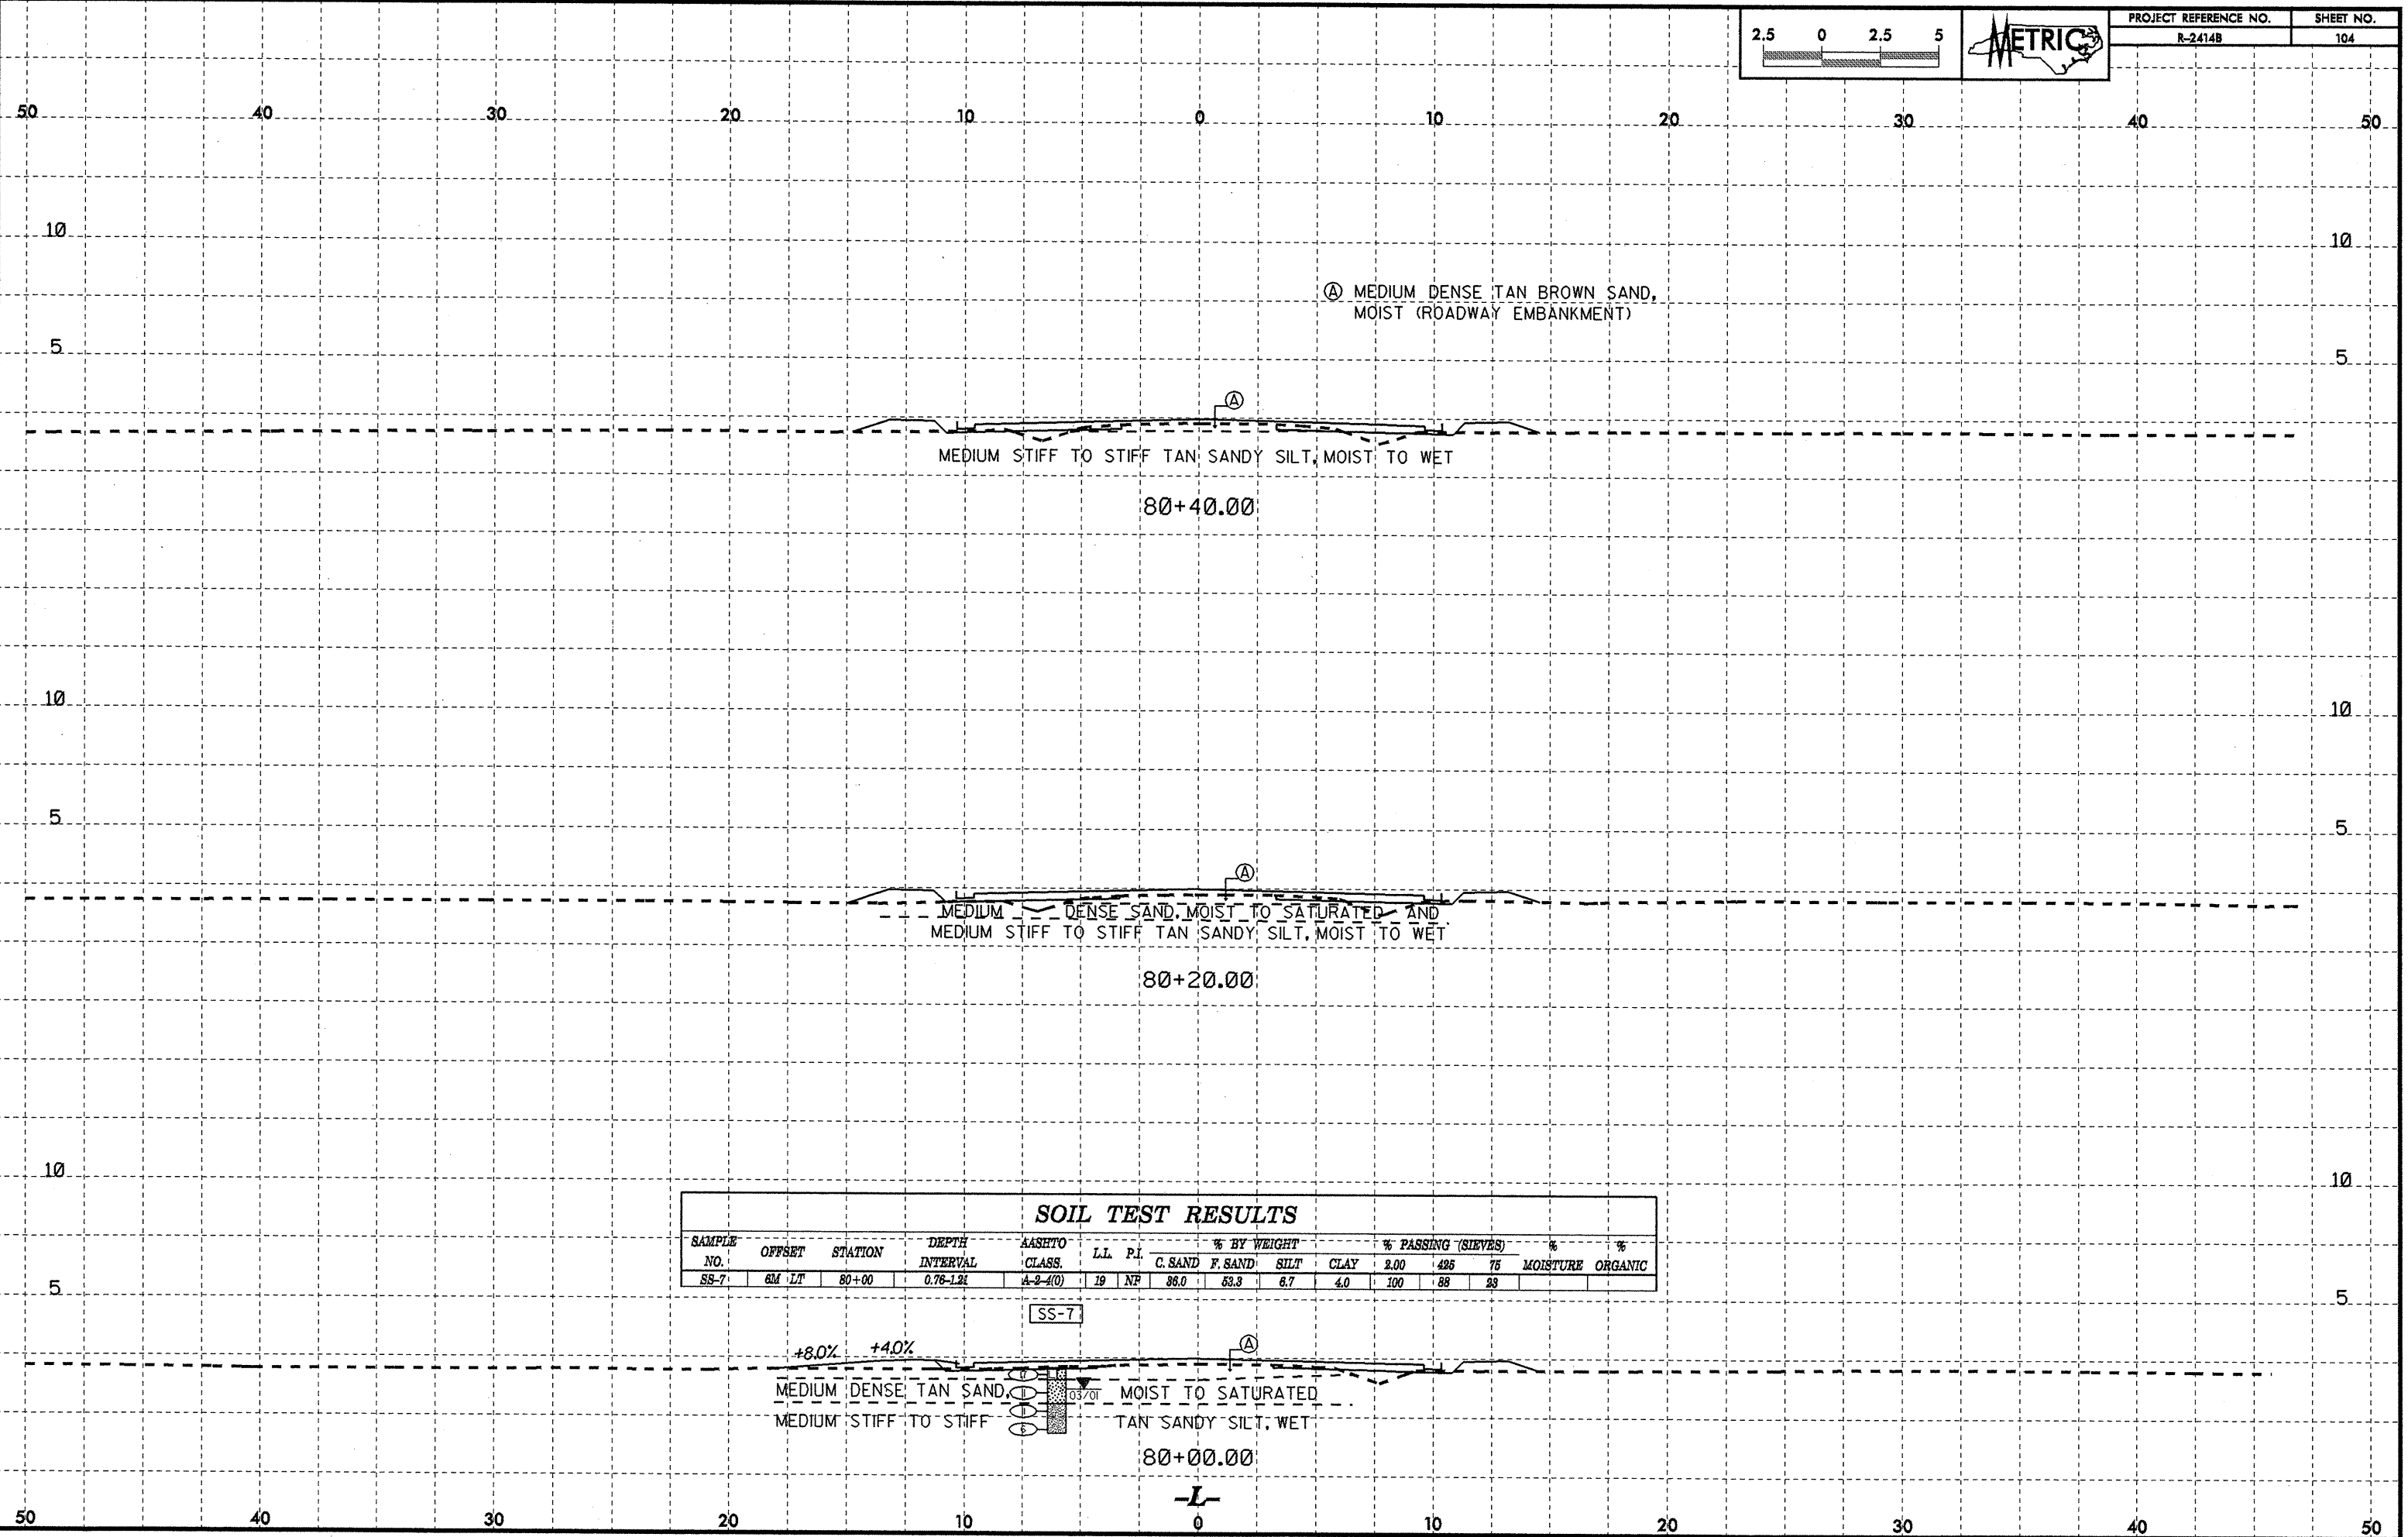 PROJECT REFERENCE NO. SHEET NO.
R-2414B 104
2.5 0 2.5 5
METRIC
50 40 30 20 10 0 10 20 30 40 50
10 10
Ⓐ MEDIUM DENSE TAN BROWN SAND,
MOIST (ROADWAY EMBANKMENT)
5 5
Ⓐ
MEDIUM STIFF TO STIFF TAN SANDY SILT, MOIST TO WET
80+40.00
10 10
5 5
Ⓐ
MEDIUM DENSE SAND, MOIST TO SATURATED AND
MEDIUM STIFF TO STIFF TAN SANDY SILT, MOIST TO WET
80+20.00
10 10
SOIL TEST RESULTS
SAMPLE NO. OFFSET STATION DEPTH INTERVAL AASHTO CLASS. L.L. P.I. % BY WEIGHT C. SAND F. SAND SILT CLAY % PASSING (SIEVES) 2.00 425 75 % MOISTURE % ORGANIC
SS-7 6M LT 80+00 0.76-1.21 A-2-4(0) 19 NP 36.0 53.3 6.7 4.0 100 88 23
5 5
SS-7
+8.0% +4.0% Ⓐ
MEDIUM DENSE TAN SAND, 03/01 MOIST TO SATURATED
MEDIUM STIFF TO STIFF TAN SANDY SILT, WET
6
80+00.00
-L-
50 40 30 20 10 0 10 20 30 40 50